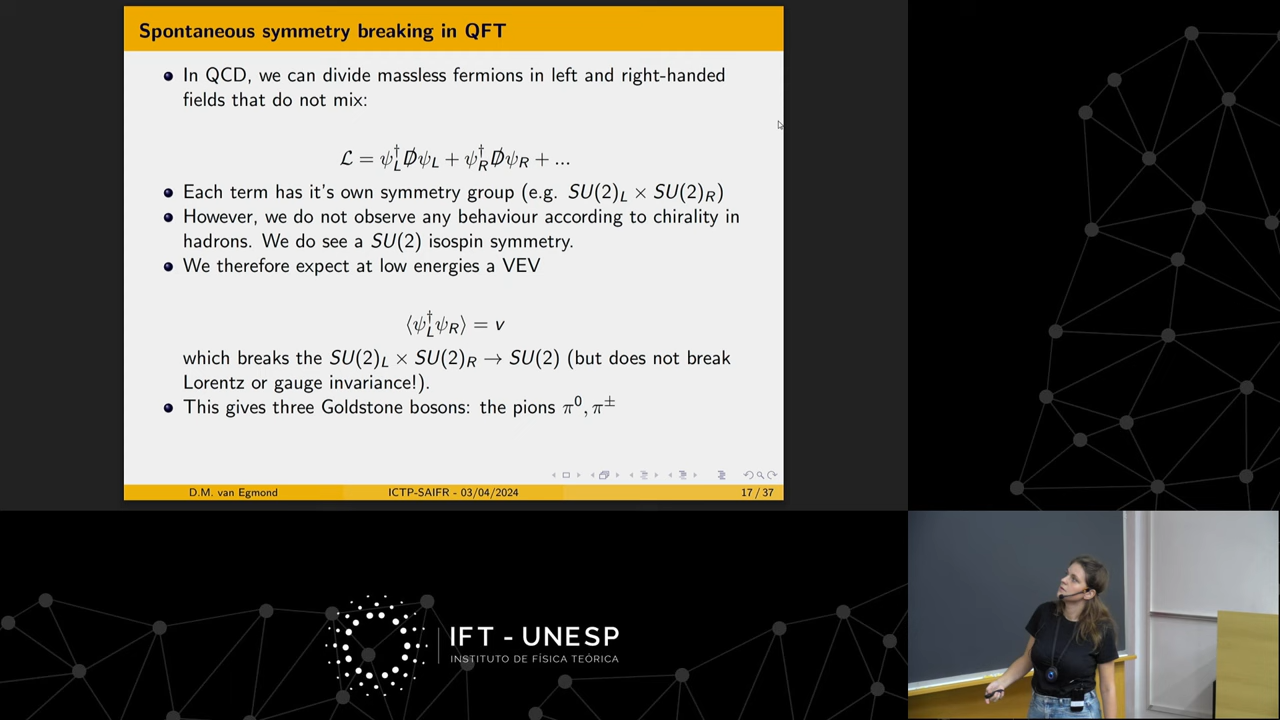 Spontaneous symmetry breaking in QFT
In QCD, we can divide massless fermions in left and right-handed
fields that do not mix:
ℒ = ψ_L^† D̸ψ_L + ψ_R^† D̸ψ_R + ...
Each term has it's own symmetry group (e.g. SU(2)_L × SU(2)_R)
However, we do not observe any behaviour according to chirality in
hadrons. We do see a SU(2) isospin symmetry.
We therefore expect at low energies a VEV
⟨ψ_L^† ψ_R⟩ = v
which breaks the SU(2)_L × SU(2)_R → SU(2) (but does not break
Lorentz or gauge invariance!).
This gives three Goldstone bosons: the pions π⁰, π^±
D.M. van Egmond ICTP-SAIFR - 03/04/2024 17 / 37
IFT - UNESP
INSTITUTO DE FÍSICA TEÓRICA